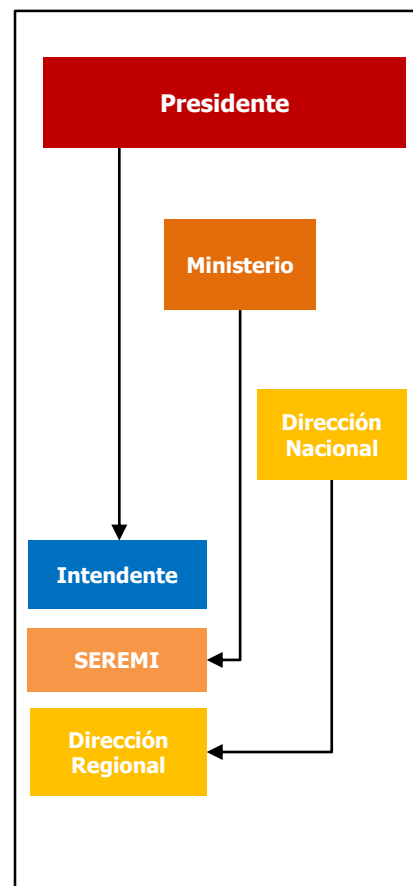 Presidente
Ministerio
Dirección
Nacional
Intendente
SEREMI
Dirección
Regional